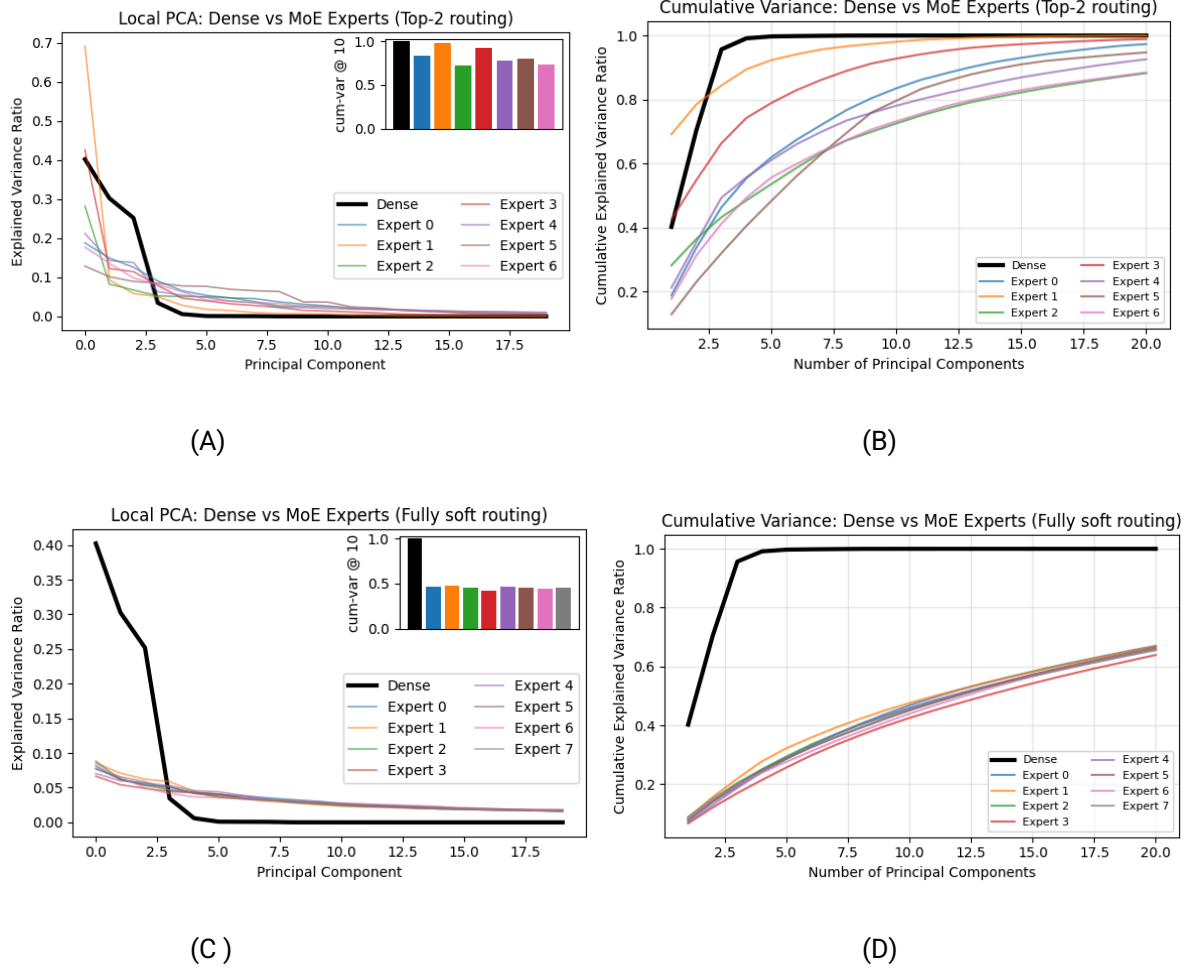 Local PCA: Dense vs MoE Experts (Top-2 routing)
Explained Variance Ratio
0.7
0.6
0.5
0.4
0.3
0.2
0.1
0.0
cum-var @ 10
1.0
0.5
0.0
Dense
Expert 0
Expert 1
Expert 2
Expert 3
Expert 4
Expert 5
Expert 6
0.0 2.5 5.0 7.5 10.0 12.5 15.0 17.5
Principal Component
(A)
Cumulative Variance: Dense vs MoE Experts (Top-2 routing)
Cumulative Explained Variance Ratio
1.0
0.8
0.6
0.4
0.2
Dense
Expert 0
Expert 1
Expert 2
Expert 3
Expert 4
Expert 5
Expert 6
2.5 5.0 7.5 10.0 12.5 15.0 17.5 20.0
Number of Principal Components
(B)
Local PCA: Dense vs MoE Experts (Fully soft routing)
Explained Variance Ratio
0.40
0.35
0.30
0.25
0.20
0.15
0.10
0.05
0.00
cum-var @ 10
1.0
0.5
0.0
Dense
Expert 0
Expert 1
Expert 2
Expert 3
Expert 4
Expert 5
Expert 6
Expert 7
0.0 2.5 5.0 7.5 10.0 12.5 15.0 17.5
Principal Component
(C )
Cumulative Variance: Dense vs MoE Experts (Fully soft routing)
Cumulative Explained Variance Ratio
1.0
0.8
0.6
0.4
0.2
Dense
Expert 0
Expert 1
Expert 2
Expert 3
Expert 4
Expert 5
Expert 6
Expert 7
2.5 5.0 7.5 10.0 12.5 15.0 17.5 20.0
Number of Principal Components
(D)